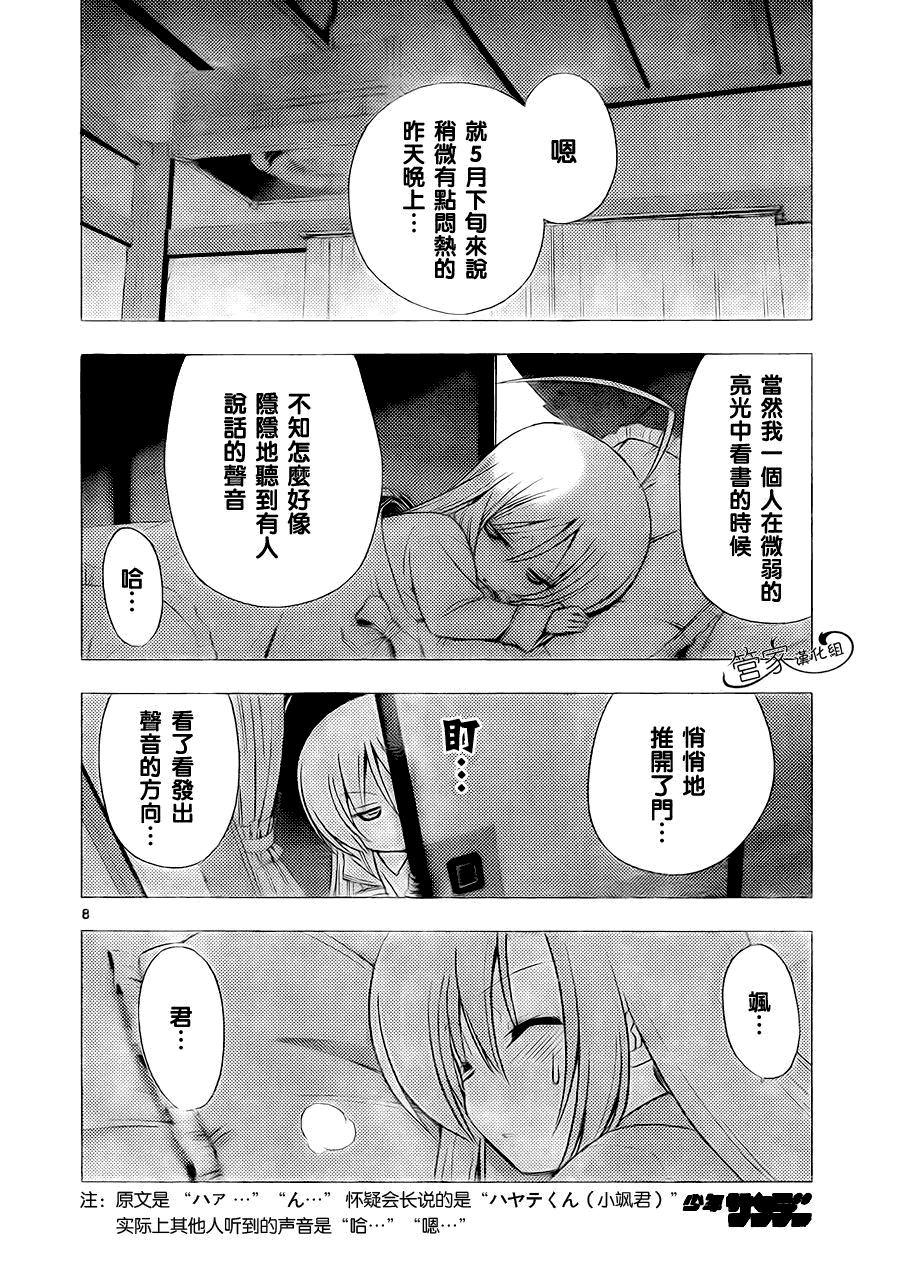 嗯
就5月下旬來說
稍微有點悶熱的
昨天晚上…
當然我一個人在微弱的
亮光中看書的時候
不知怎麼好像
隱隱地聽到有人
說話的聲音
哈…
管家漢化組
悄悄地
推開了門…
盯…
看了看發出
聲音的方向…
8
颯…
君…
注：原文是“ハァ…”“ん…” 怀疑会长说的是“ハヤテくん（小飒君）”
实际上其他人听到的声音是“哈…”“嗯…”
少年サンデー